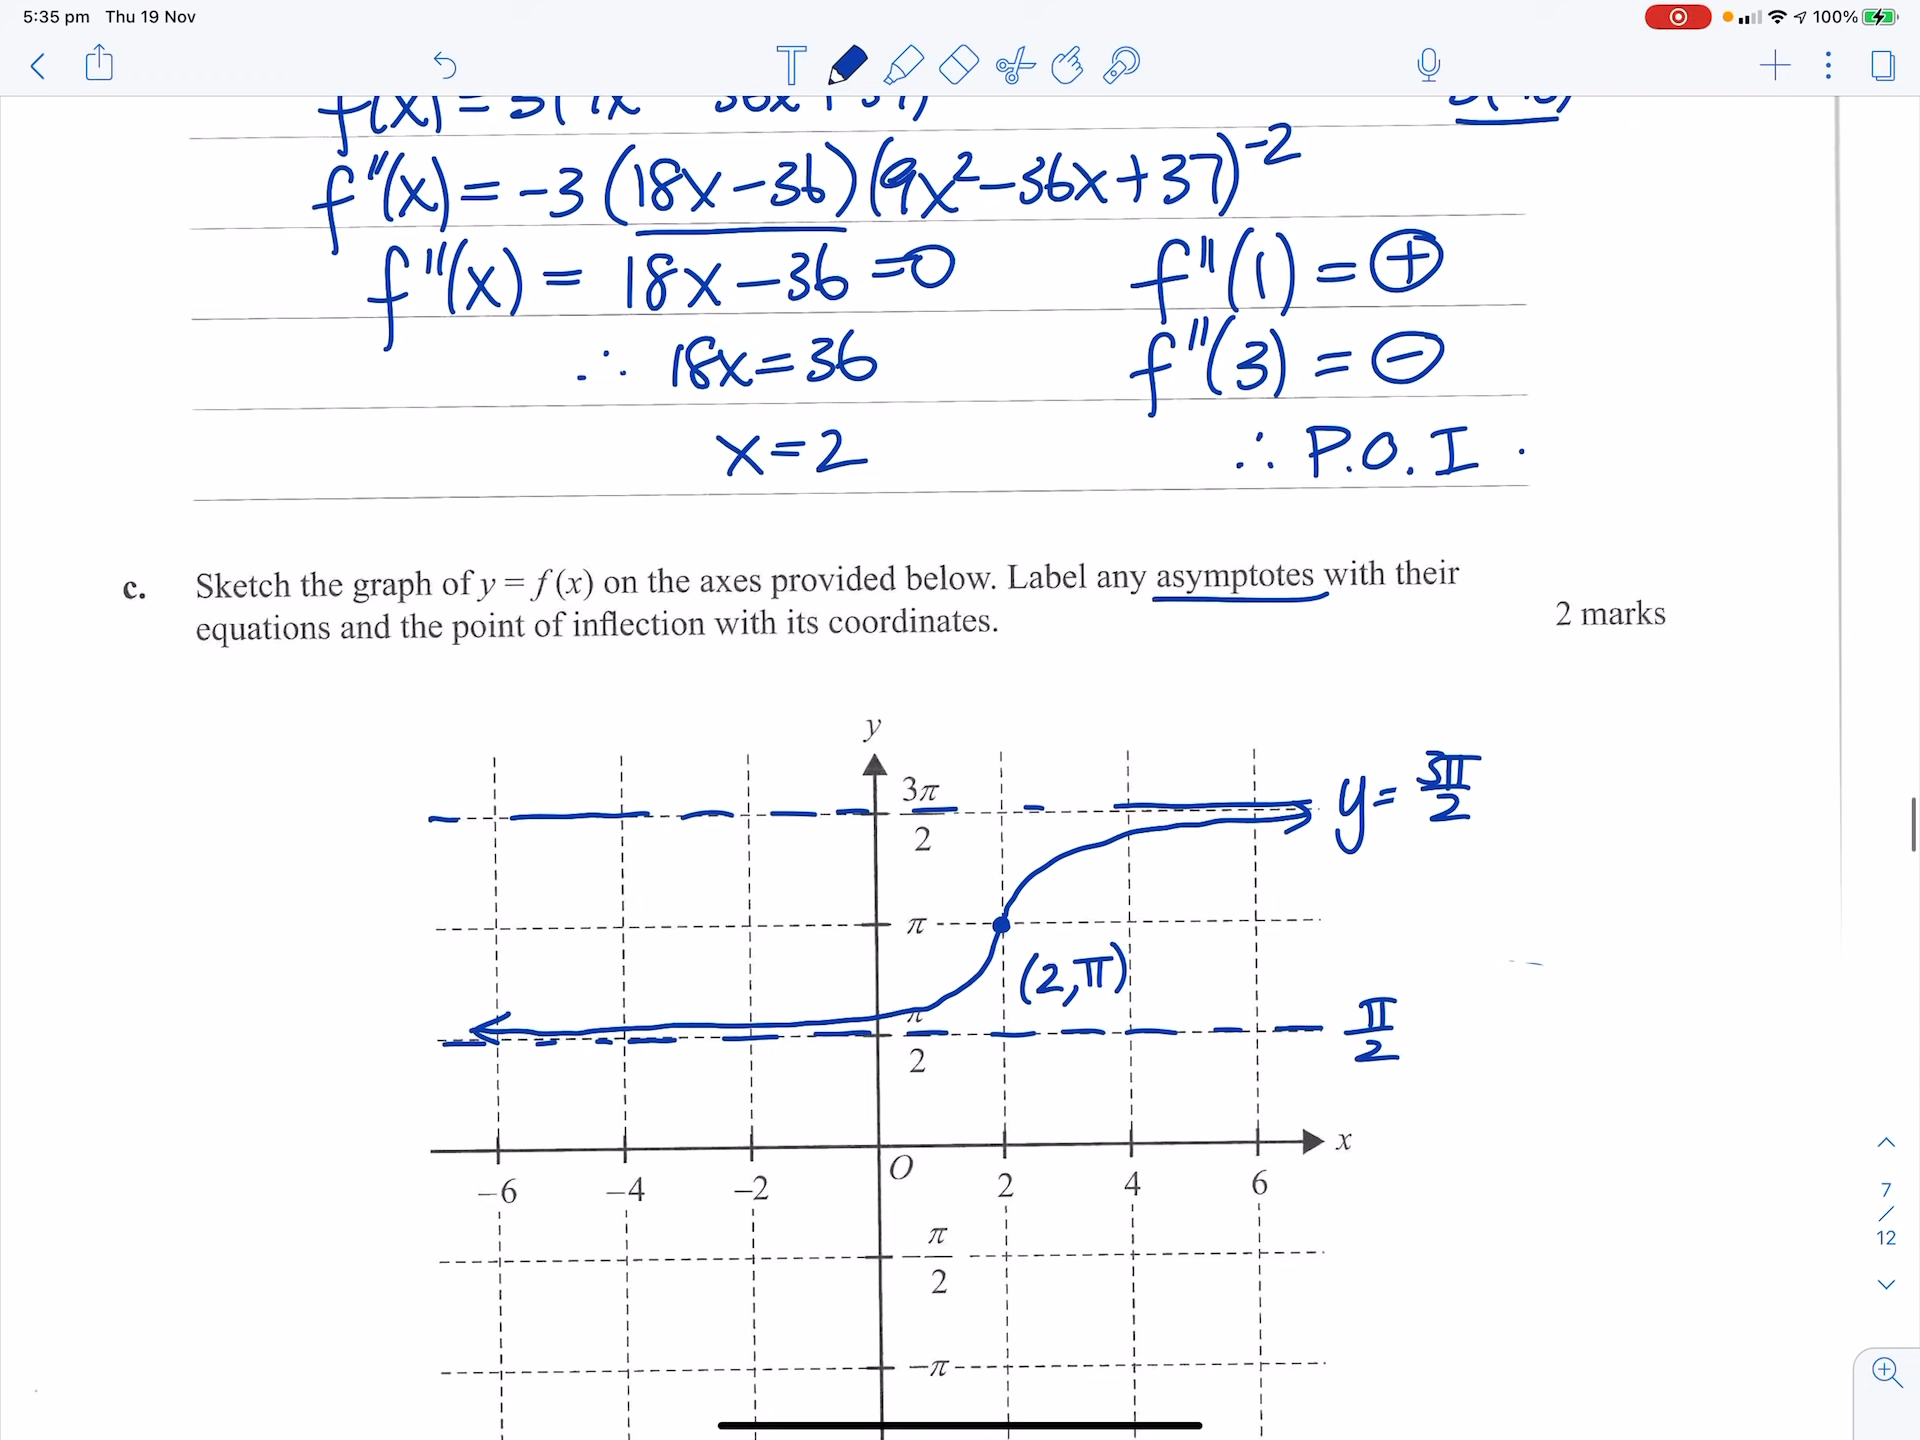 5:35 pm Thu 19 Nov
100%
f''(x) = -3 (18x-36)(9x²-36x+37)⁻²
f''(x) = 18x-36 =0
f''(1) = ⊕
∴ 18x=36
f''(3) = ⊖
x=2
∴ P.O.I.
c. Sketch the graph of y = f(x) on the axes provided below. Label any asymptotes with their
equations and the point of inflection with its coordinates.
2 marks
y
3π/2
y= 3π/2
π
(2,π)
π/2
π/2
x
O
-6 -4 -2 2 4 6
π/2
-π
7
/
12